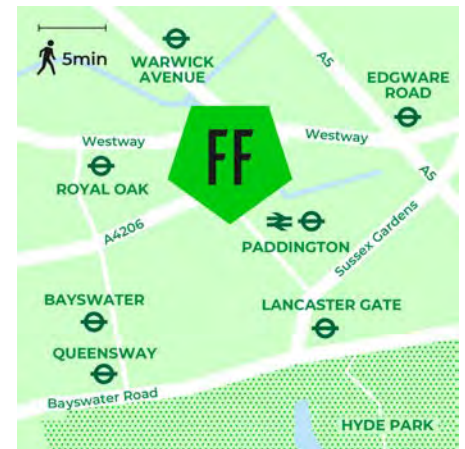 5min
WARWICK
AVENUE
A5
EDGWARE
ROAD
Westway
Westway
FF
ROYAL OAK
A5
A4206
PADDINGTON
Sussex Gardens
BAYSWATER
LANCASTER GATE
QUEENSWAY
Bayswater Road
HYDE PARK